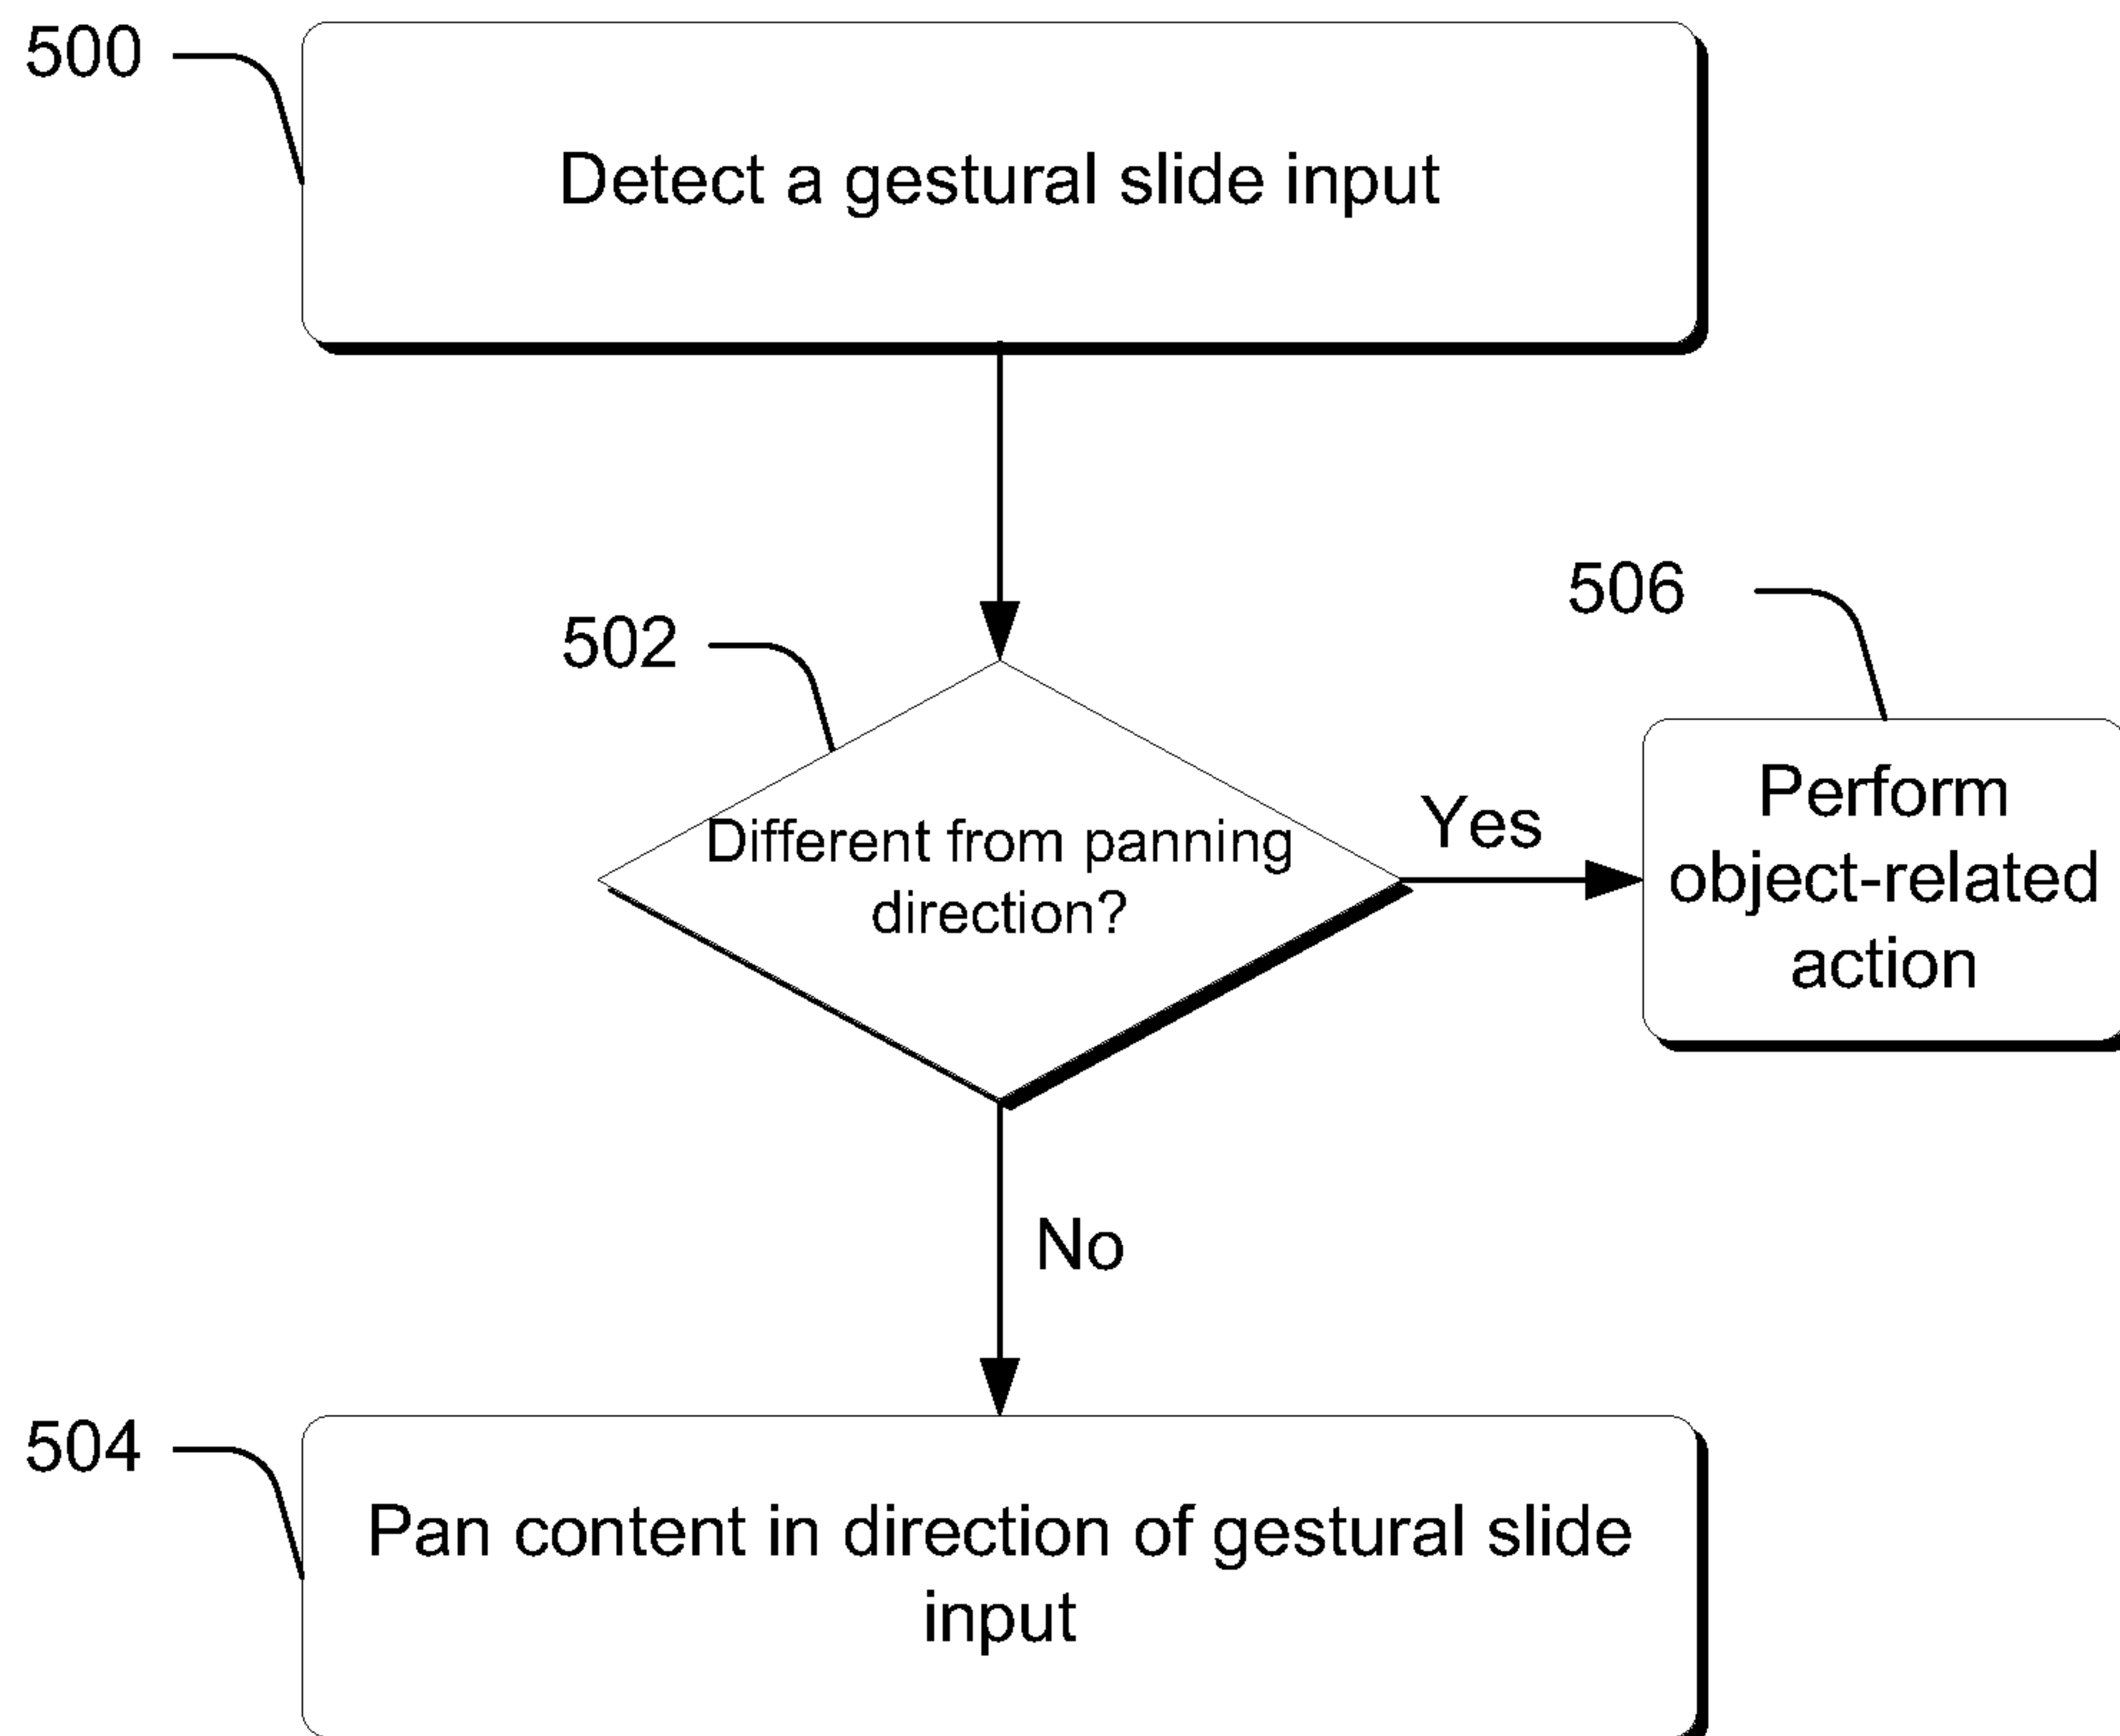 500
Detect a gestural slide input
506
502
Different from panning
direction?
Yes
Perform
object-related
action
No
504
Pan content in direction of gestural slide
input